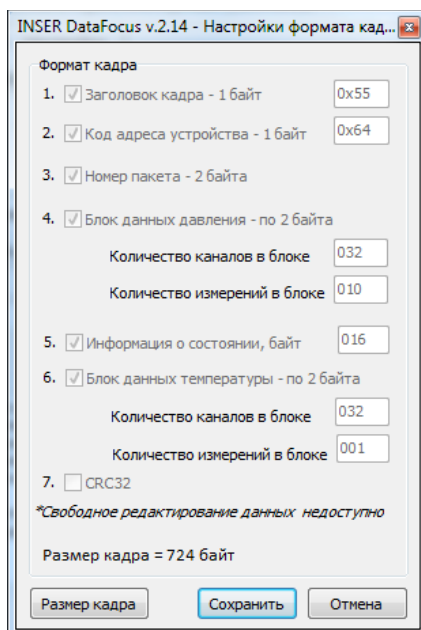 INSER DataFocus v.2.14 - Настройки формата кад...
Формат кадра
1. Заголовок кадра - 1 байт 0x55
2. Код адреса устройства - 1 байт 0x64
3. Номер пакета - 2 байта
4. Блок данных давления - по 2 байта
Количество каналов в блоке 032
Количество измерений в блоке 010
5. Информация о состоянии, байт 016
6. Блок данных температуры - по 2 байта
Количество каналов в блоке 032
Количество измерений в блоке 001
7. CRC32
*Свободное редактирование данных недоступно
Размер кадра = 724 байт
Размер кадра Сохранить Отмена